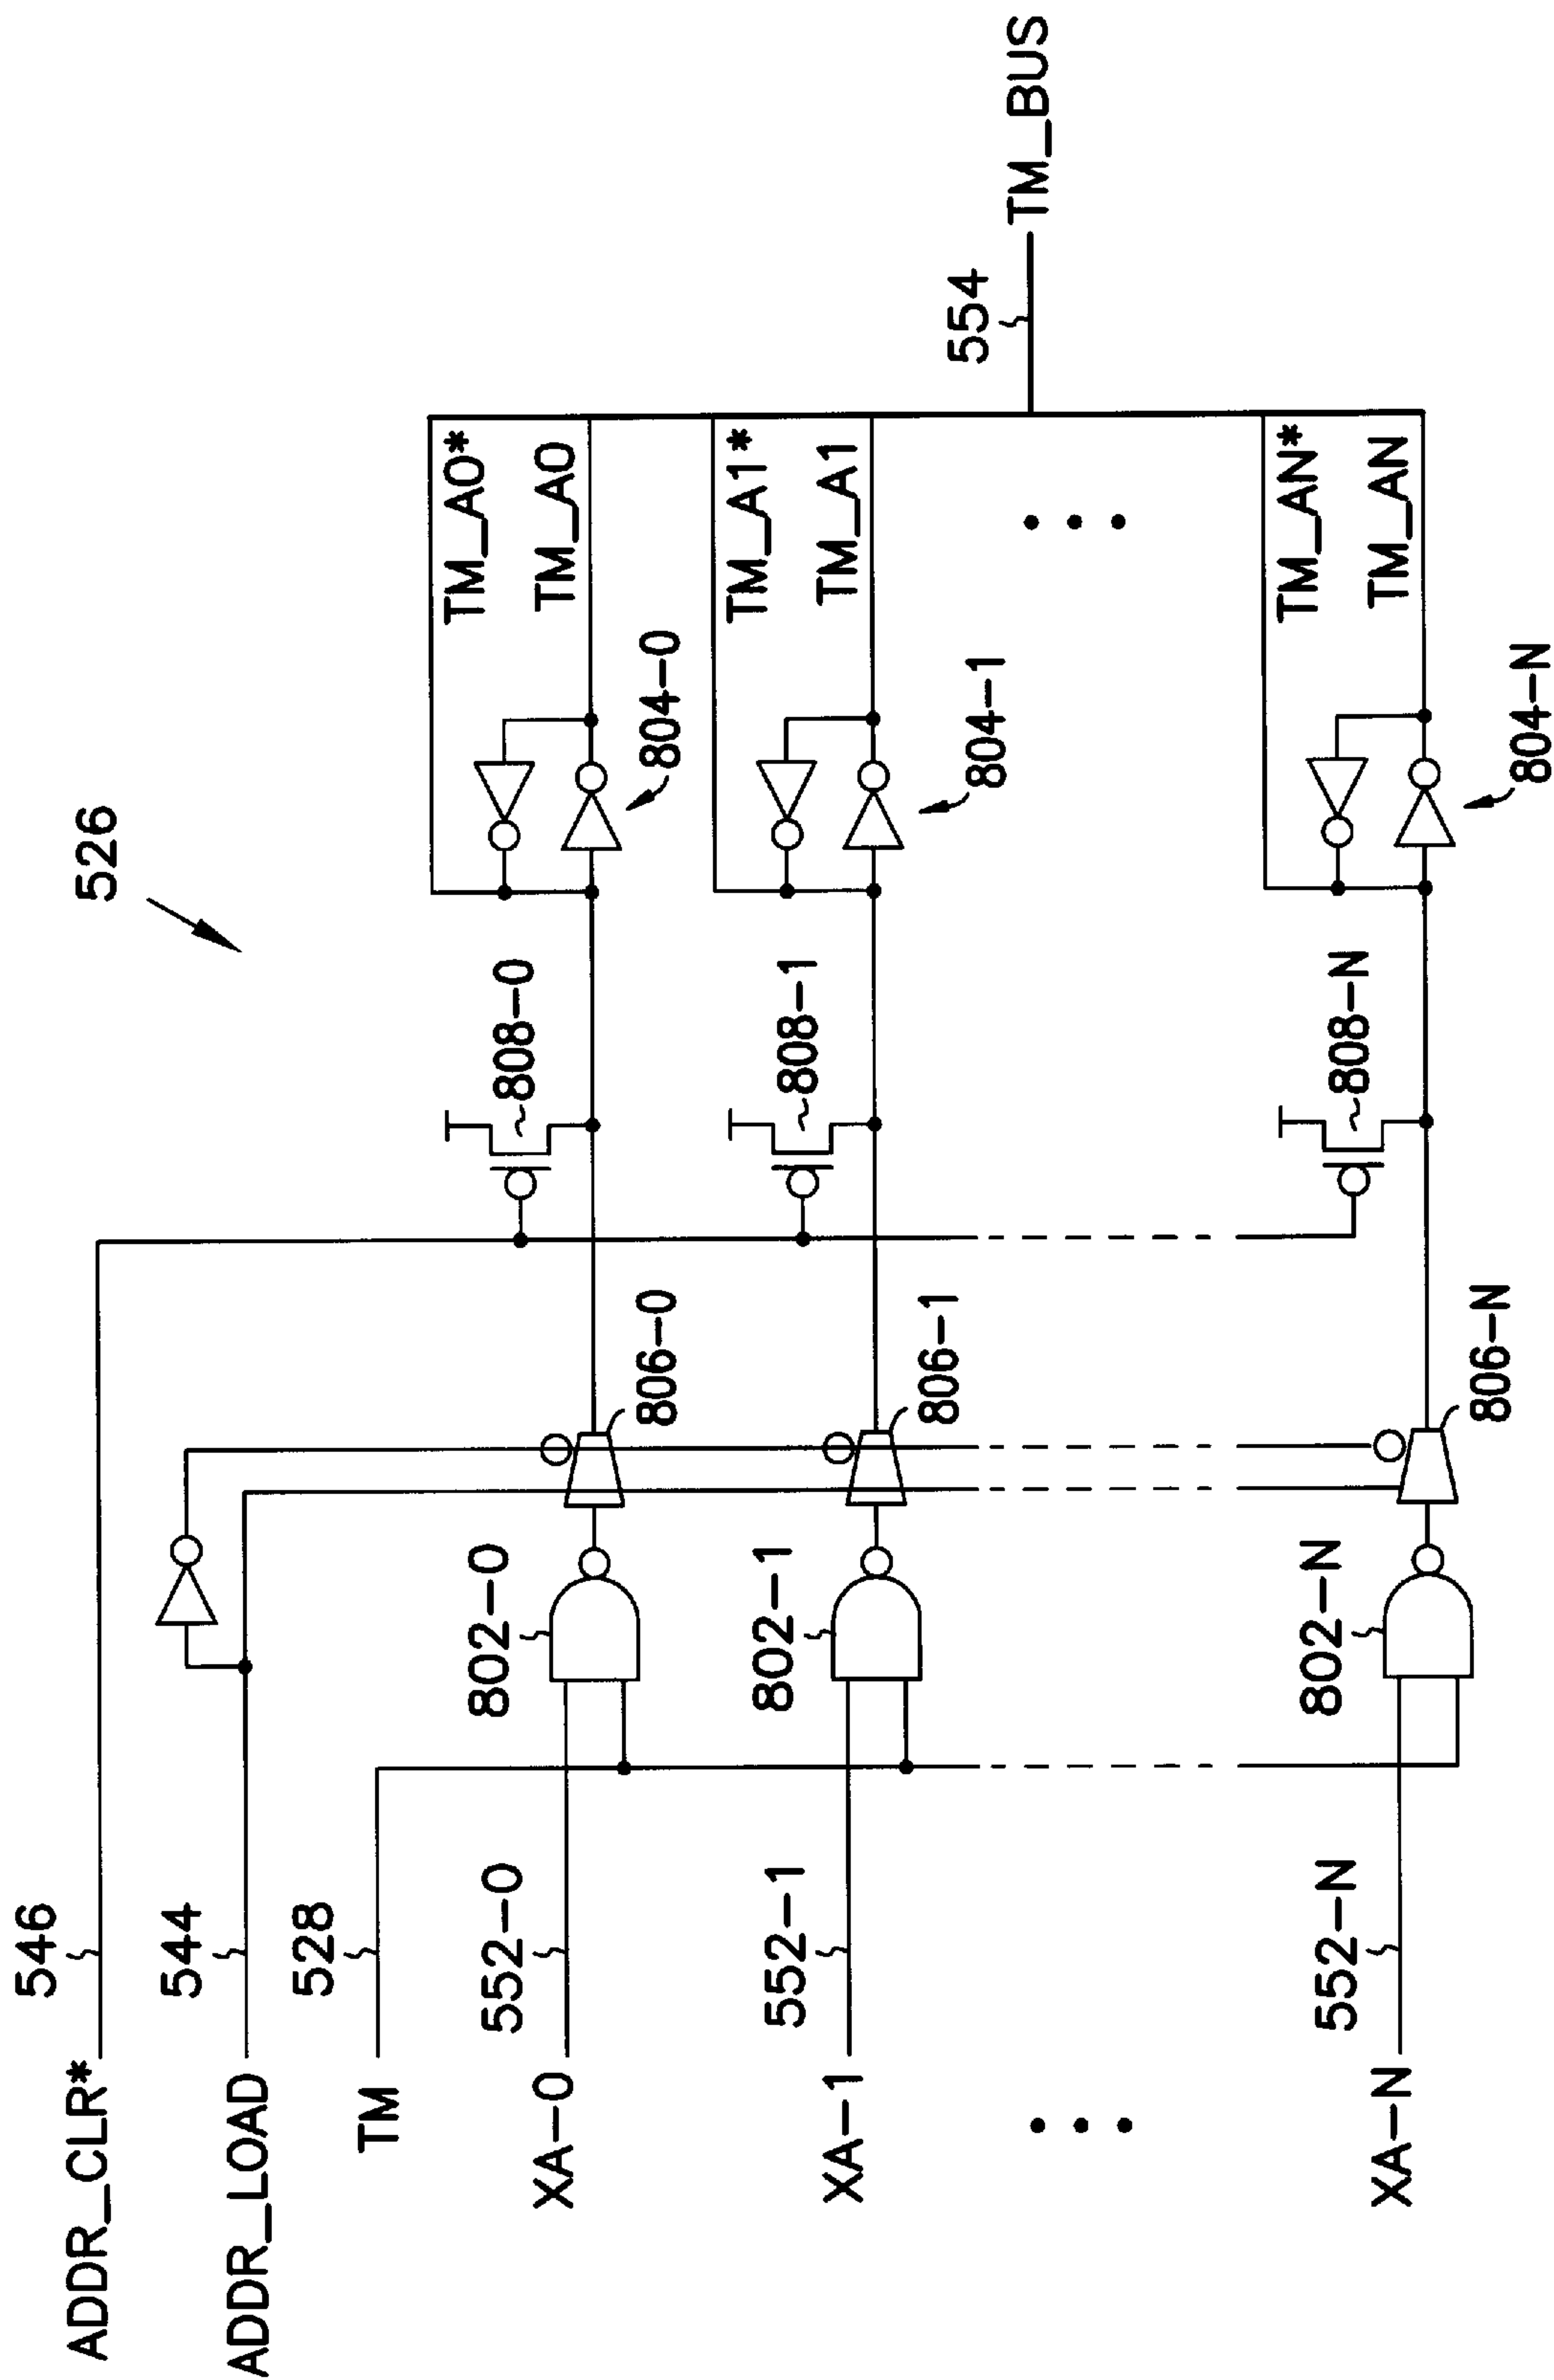 526
546
ADDR_CLR*
544
ADDR_LOAD
528
TM
552-0
XA-0
802-0
806-0
808-0
804-0
TM_A0*
TM_A0
552-1
XA-1
802-1
806-1
808-1
804-1
TM_A1*
TM_A1
554
TM_BUS
552-N
XA-N
802-N
806-N
808-N
804-N
TM_AN*
TM_AN